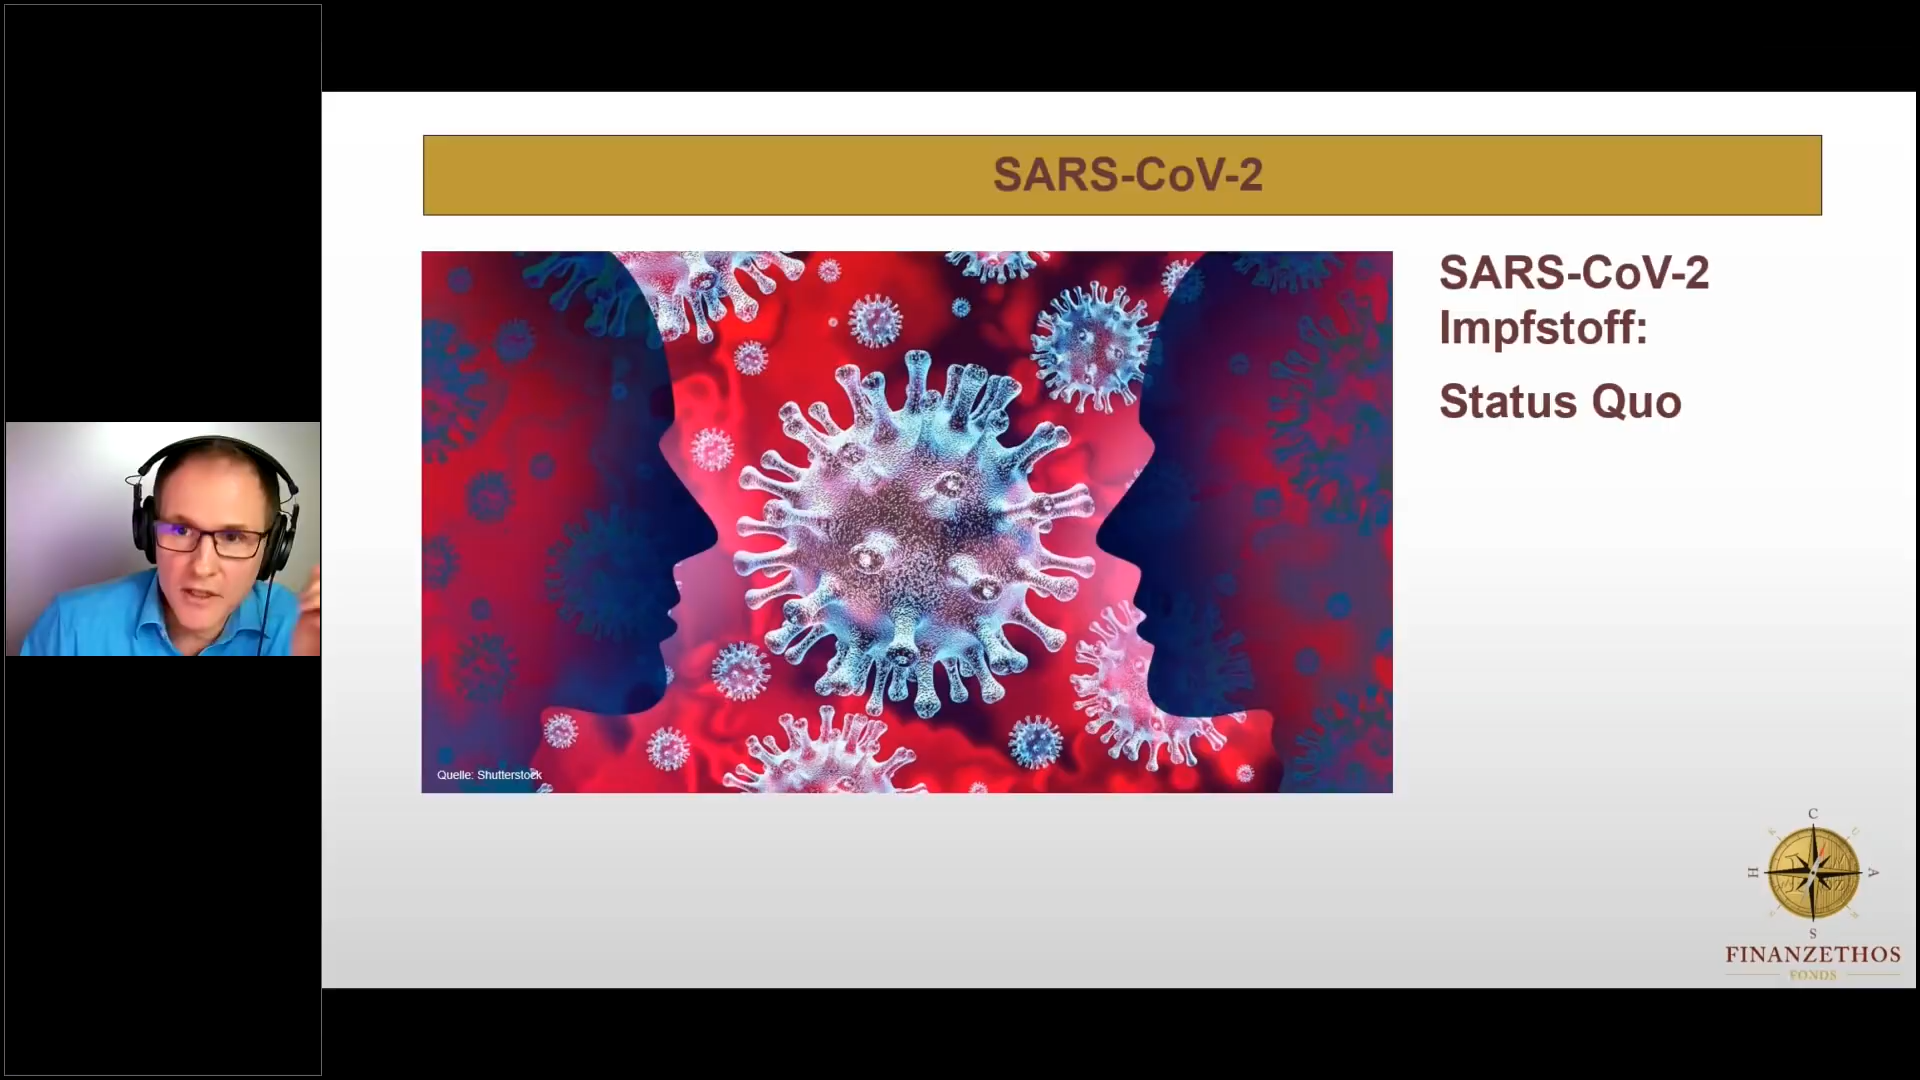 SARS-CoV-2
SARS-CoV-2
Impfstoff:
Status Quo
Quelle: Shutterstock
C
H
A
S
FINANZETHOS
FONDS